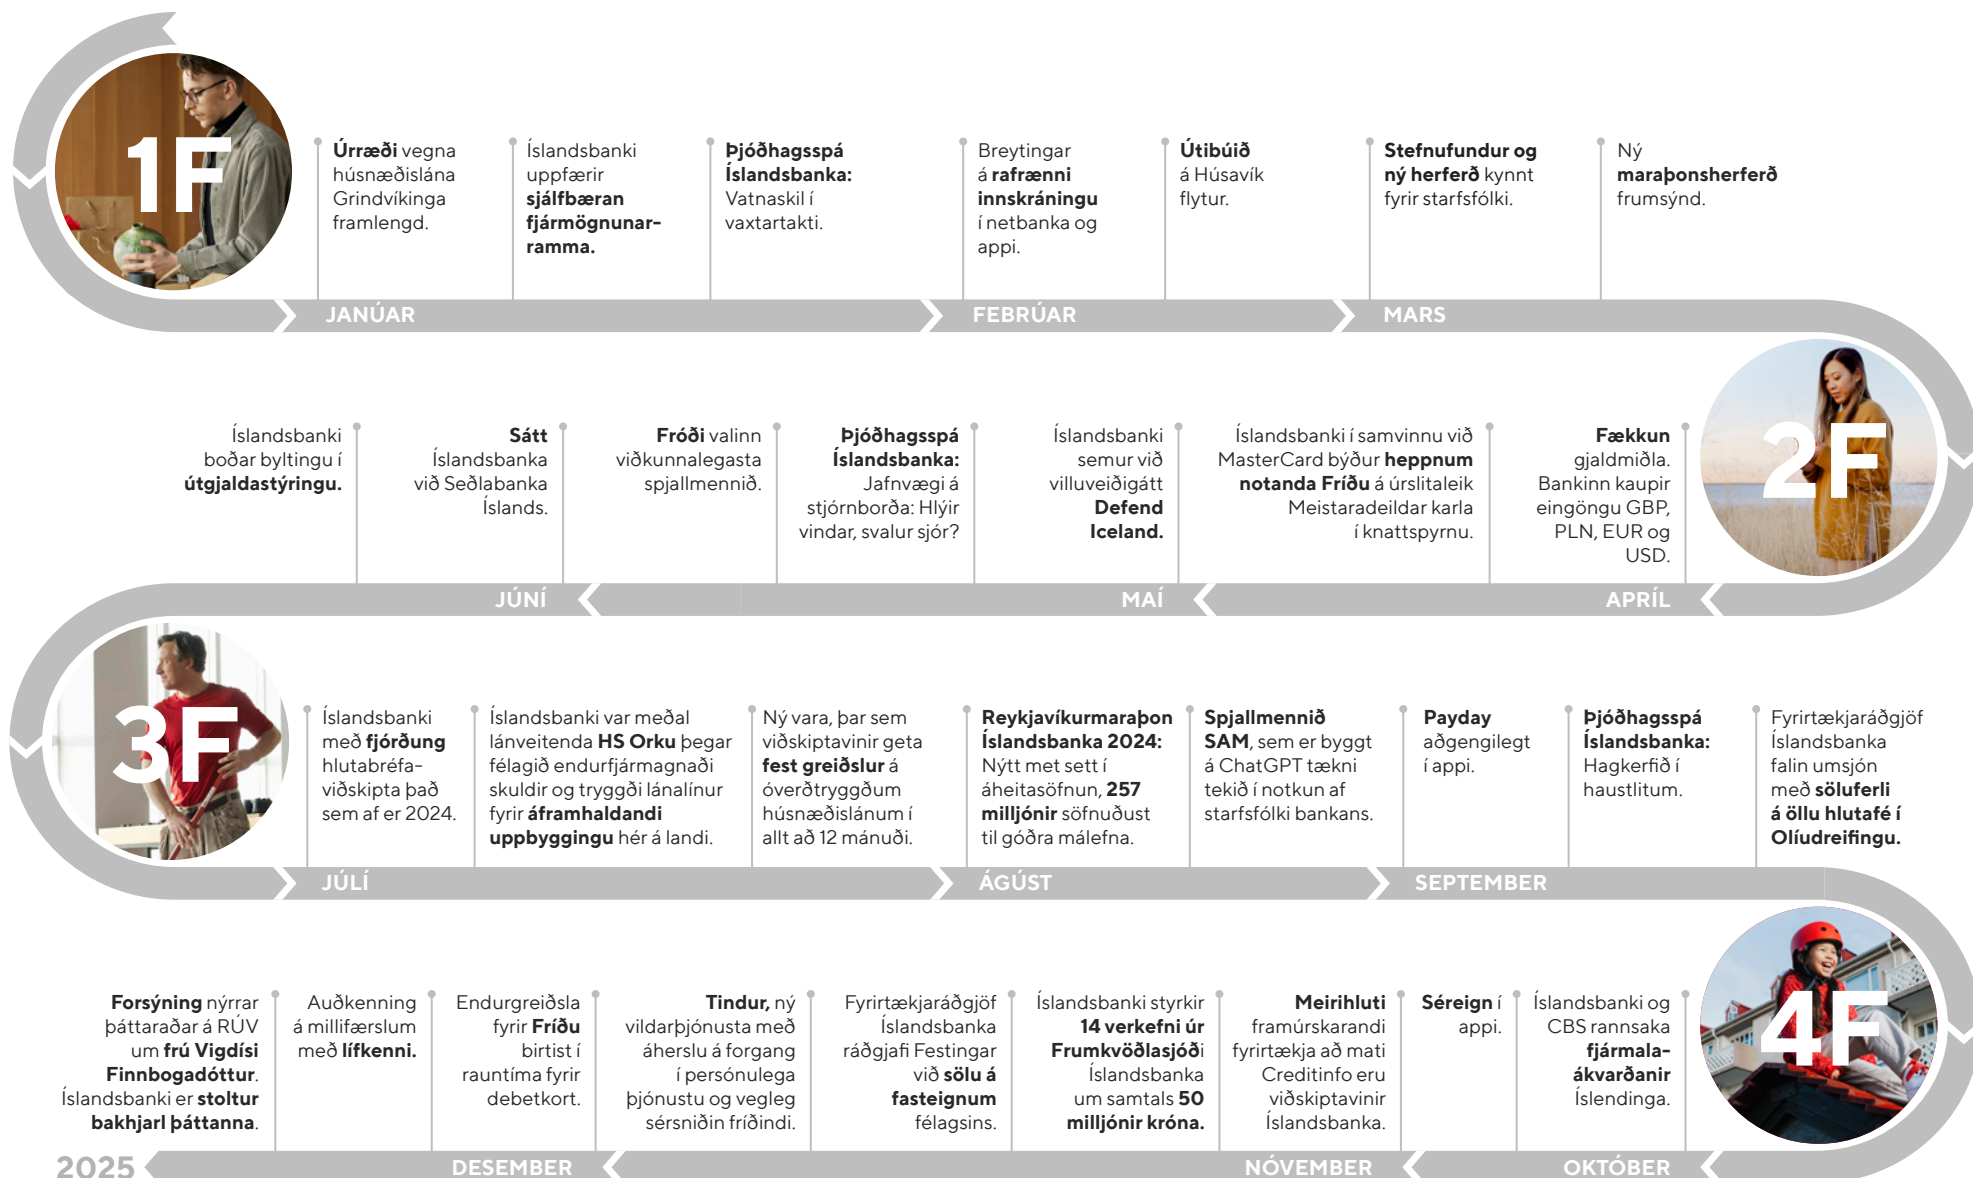 1F
Úrræði vegna
húsnæðislána
Grindvíkinga
framlengd.
Íslandsbanki
uppfærir
sjálfbæran
fjármögnunar-
ramma.
Þjóðhagsspá
Íslandsbanka:
Vatnaskil í
vaxtartakti.
Breytingar
á rafrænni
innskráningu
í netbanka og
appi.
Útibúið
á Húsavík
flytur.
Stefnufundur og
ný herferð kynnt
fyrir starfsfólki.
Ný
maraþonsherferð
frumsýnd.
JANÚAR
FEBRÚAR
MARS
2F
Fækkun
gjaldmiðla.
Bankinn kaupir
eingöngu GBP,
PLN, EUR og
USD.
Íslandsbanki í samvinnu við
MasterCard býður heppnum
notanda Fríðu á úrslitaleik
Meistaradeildar karla
í knattspyrnu.
Íslandsbanki
semur við
villuveiðigátt
Defend
Iceland.
Þjóðhagsspá
Íslandsbanka:
Jafnvægi á
stjórnborða: Hlýir
vindar, svalur sjór?
Fróði valinn
viðkunnalegasta
spjallmennið.
Sátt
Íslandsbanka
við Seðlabanka
Íslands.
Íslandsbanki
boðar byltingu í
útgjaldastýringu.
APRÍL
MAÍ
JÚNÍ
3F
Íslandsbanki
með fjórðung
hlutabréfa-
viðskipta það
sem af er 2024.
Íslandsbanki var meðal
lánveitenda HS Orku þegar
félagið endurfjármagnaði
skuldir og tryggði lánalínur
fyrir áframhaldandi
uppbyggingu hér á landi.
Ný vara, þar sem
viðskiptavinir geta
fest greiðslur á
óverðtryggðum
húsnæðislánum í
allt að 12 mánuði.
Reykjavíkurmaraþon
Íslandsbanka 2024:
Nýtt met sett í
áheitasöfnun, 257
milljónir söfnuðust
til góðra málefna.
Spjallmennið
SAM, sem er byggt
á ChatGPT tækni
tekið í notkun af
starfsfólki bankans.
Payday
aðgengilegt
í appi.
Þjóðhagsspá
Íslandsbanka:
Hagkerfið í
haustlitum.
Fyrirtækjaráðgjöf
Íslandsbanka
falin umsjón
með söluferli
á öllu hlutafé í
Olíudreifingu.
JÚLÍ
ÁGÚST
SEPTEMBER
4F
Íslandsbanki og
CBS rannsaka
fjármála-
ákvarðanir
Íslendinga.
Séreign í
appi.
Meirihluti
framúrskarandi
fyrirtækja að mati
Creditinfo eru
viðskiptavinir
Íslandsbanka.
Íslandsbanki styrkir
14 verkefni úr
Frumkvöðlasjóði
Íslandsbanka
um samtals 50
milljónir króna.
Fyrirtækjaráðgjöf
Íslandsbanka
ráðgjafi Festingar
við sölu á
fasteignum
félagsins.
Tindur, ný
vildarþjónusta með
áherslu á forgang
í persónulega
þjónustu og vegleg
sérsniðin fríðindi.
Endurgreiðsla
fyrir Fríðu
birtist í
rauntíma fyrir
debetkort.
Auðkenning
á millifærslum
með lífkenni.
Forsýning nýrrar
þáttaraðar á RÚV
um frú Vigdísi
Finnbogadóttur.
Íslandsbanki er stoltur
bakhjarl þáttanna.
OKTÓBER
NÓVEMBER
DESEMBER
2025